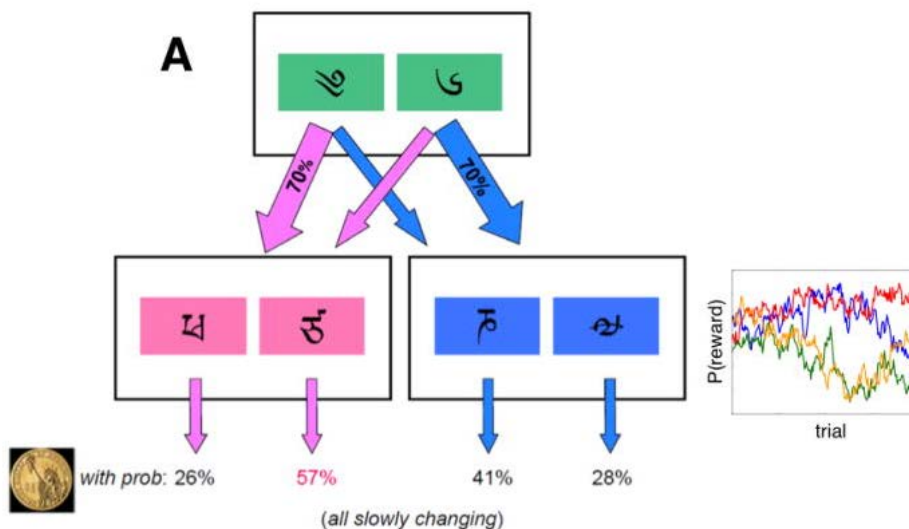 A
70%
70%
P(reward)
trial
with prob: 26% 57% 41% 28%
(all slowly changing)